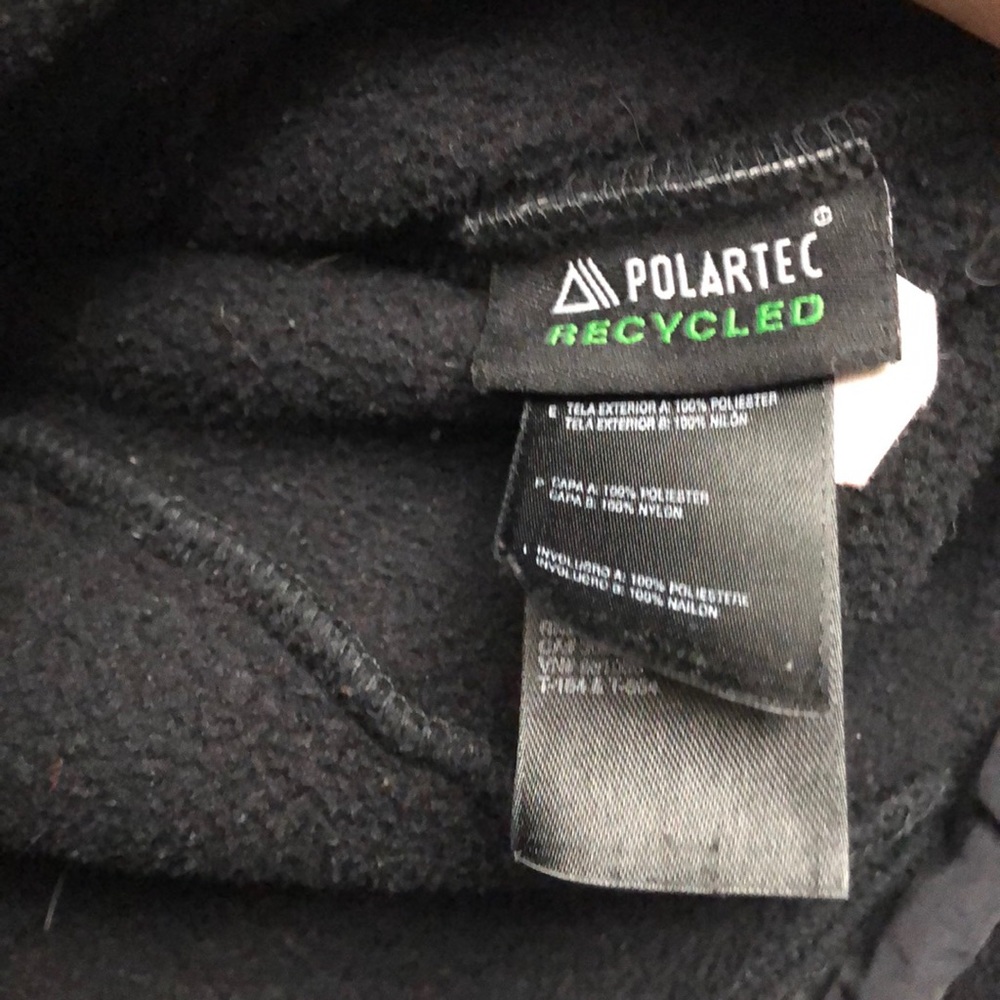 POLARTEC®
RECYCLED
E TELA EXTERIOR A: 100% POLIESTER
TELA EXTERIOR B: 100% NILON
P CAPA A: 100% POLIESTER
CAPA B: 100% NYLON
I INVOLUCRO A: 100% POLIESTERE
INVOLUCRO B: 100% NAILON